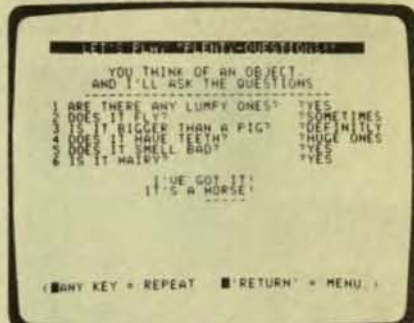 LET'S PLAY "PLENTY-QUESTIONS!"
YOU THINK OF AN OBJECT
AND I'LL ASK THE QUESTIONS
--------------------------
1 ARE THERE ANY LUMPY ONES? ?YES
2 DOES IT FLY? ?SOMETIMES
3 IS IT BIGGER THAN A PIG? ?DEFINITLY
4 DOES IT HAVE TEETH? ?HUGE ONES
5 DOES IT SMELL BAD? ?YES
6 IS IT HAIRY? ?YES
I'VE GOT IT!
IT'S A HORSE!
-----
(ANY KEY = REPEAT 'RETURN' = MENU )